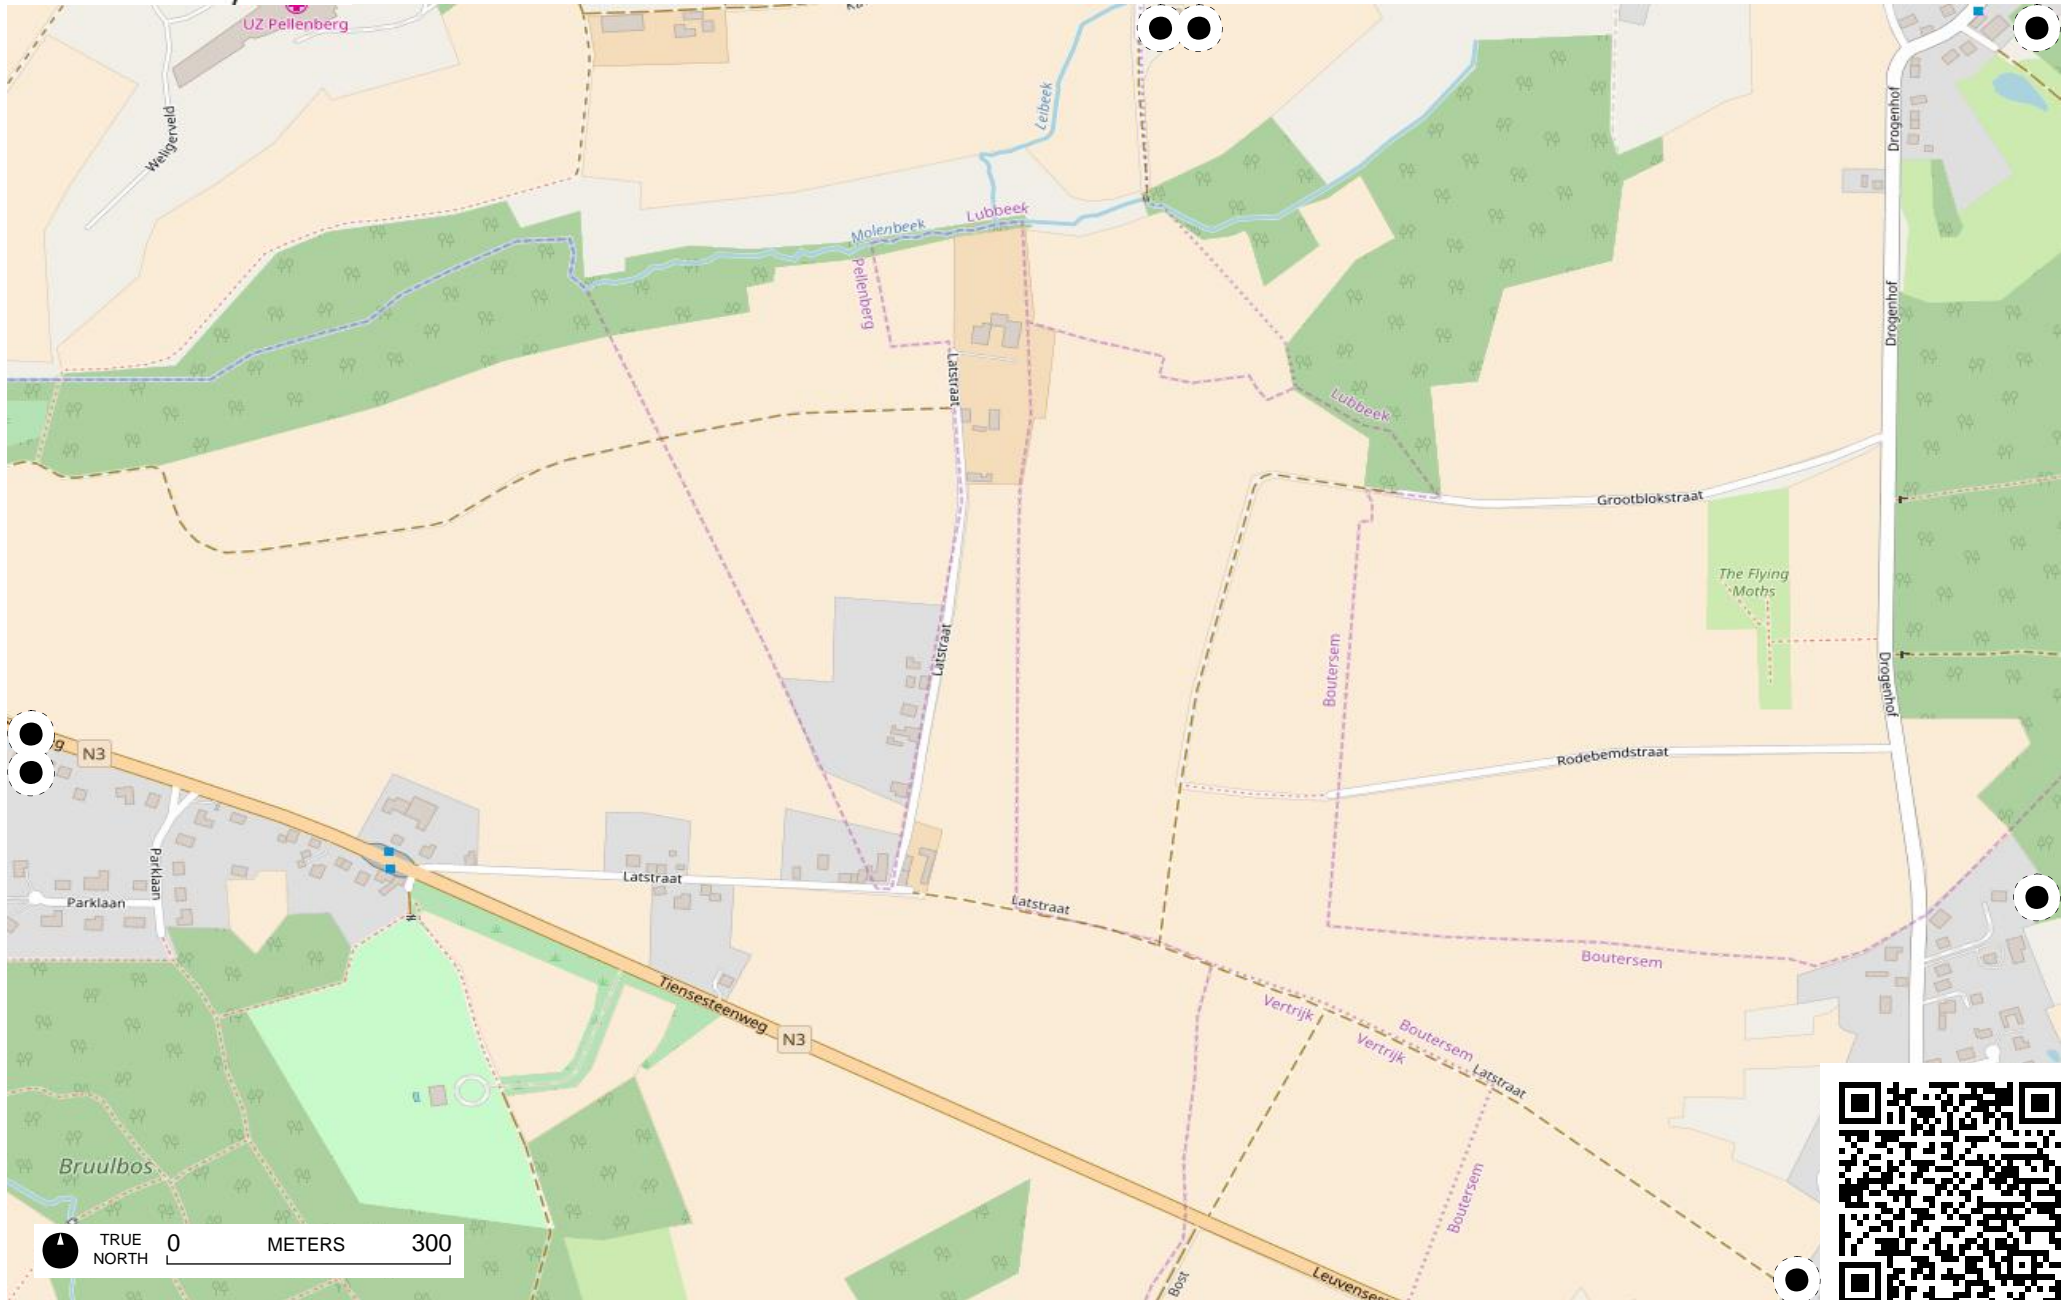 UZ Pellenberg
Weligerveld
Leibeek
Drogenhof
Molenbeek
Lubbeek
Pellenberg
Drogenhof
Latstraat
Lubbeek
Grootblokstraat
The Flying
Moths
Latstraat
Boutersem
Drogenhof
N3
Rodebemdstraat
Parklaan
Latstraat
Parklaan
Latstraat
Boutersem
Tiensesteenweg
N3
Vertrijk
Boutersem
Vertrijk
Latstraat
Bruulbos
Boutersem
TRUE
NORTH
0 METERS 300
Bost